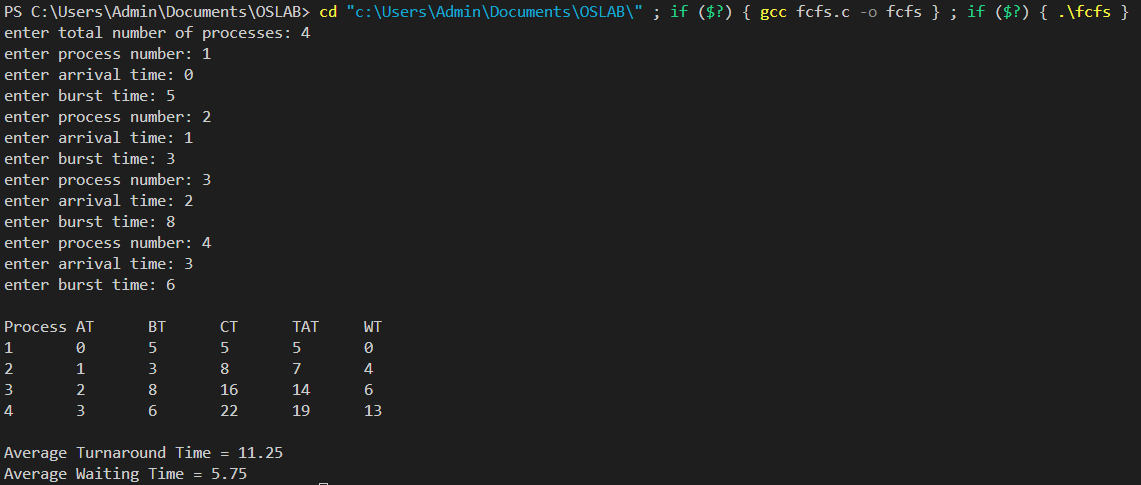 PS C:\Users\Admin\Documents\OSLAB> cd "c:\Users\Admin\Documents\OSLAB\" ; if ($?) { gcc fcfs.c -o fcfs } ; if ($?) { .\fcfs }
enter total number of processes: 4
enter process number: 1
enter arrival time: 0
enter burst time: 5
enter process number: 2
enter arrival time: 1
enter burst time: 3
enter process number: 3
enter arrival time: 2
enter burst time: 8
enter process number: 4
enter arrival time: 3
enter burst time: 6
Process AT BT CT TAT WT
1 0 5 5 5 0
2 1 3 8 7 4
3 2 8 16 14 6
4 3 6 22 19 13
Average Turnaround Time = 11.25
Average Waiting Time = 5.75